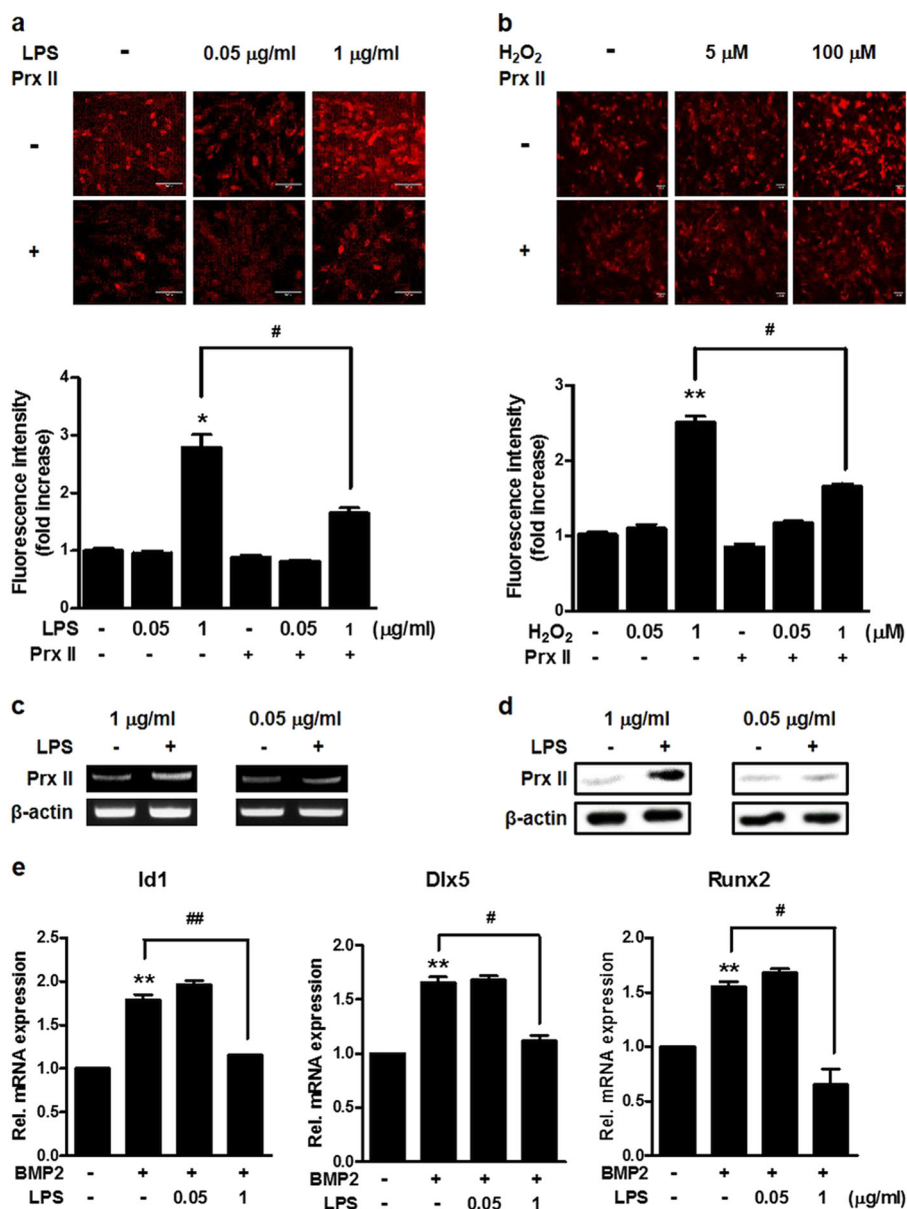 a
LPS - 0.05 μg/ml 1 μg/ml
Prx II
-
+
#
4
3
2
1
0
Fluorescence intensity
(fold increase)
*
LPS - 0.05 1 - 0.05 1 (μg/ml)
Prx II - - - + + +
b
H2O2 - 5 μM 100 μM
Prx II
-
+
#
3
2
1
0
Fluorescence intensity
(fold increase)
**
H2O2 - 0.05 1 - 0.05 1 (μM)
Prx II - - - + + +
c
1 μg/ml 0.05 μg/ml
LPS - + - +
Prx II
β-actin
d
1 μg/ml 0.05 μg/ml
LPS - + - +
Prx II
β-actin
e
Id1
##
2.5
2.0
1.5
1.0
0.5
0.0
Rel. mRNA expression
**
BMP2 - + + +
LPS - - 0.05 1
Dlx5
#
2.0
1.5
1.0
0.5
0.0
Rel. mRNA expression
**
BMP2 - + + +
LPS - - 0.05 1
Runx2
#
2.0
1.5
1.0
0.5
0.0
Rel. mRNA expression
**
BMP2 - + + +
LPS - - 0.05 1 (μg/ml)